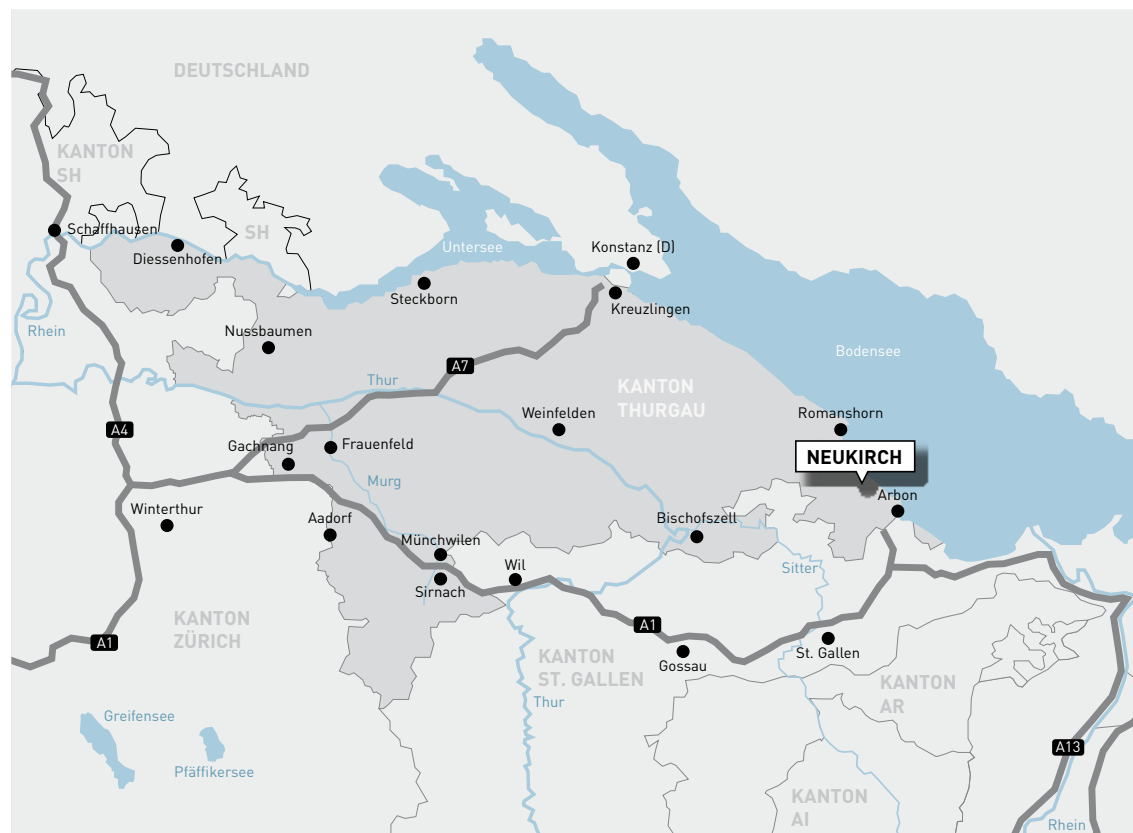 DEUTSCHLAND
KANTON
SH
Schaffhausen
SH
Diessenhofen
Untersee
Konstanz (D)
Steckborn
Kreuzlingen
Rhein
Nussbaumen
Bodensee
A7
Thur
KANTON
THURGAU
Weinfelden
Romanshorn
A4
Gachnang
Frauenfeld
NEUKIRCH
Murg
Arbon
Winterthur
Aadorf
Bischofszell
Münchwilen
Wil
Sitter
Sirnach
KANTON
ZÜRICH
A1
A1
St. Gallen
KANTON
ST. GALLEN
Gossau
KANTON
AR
Thur
Greifensee
A13
Pfäffikersee
KANTON
AI
Rhein